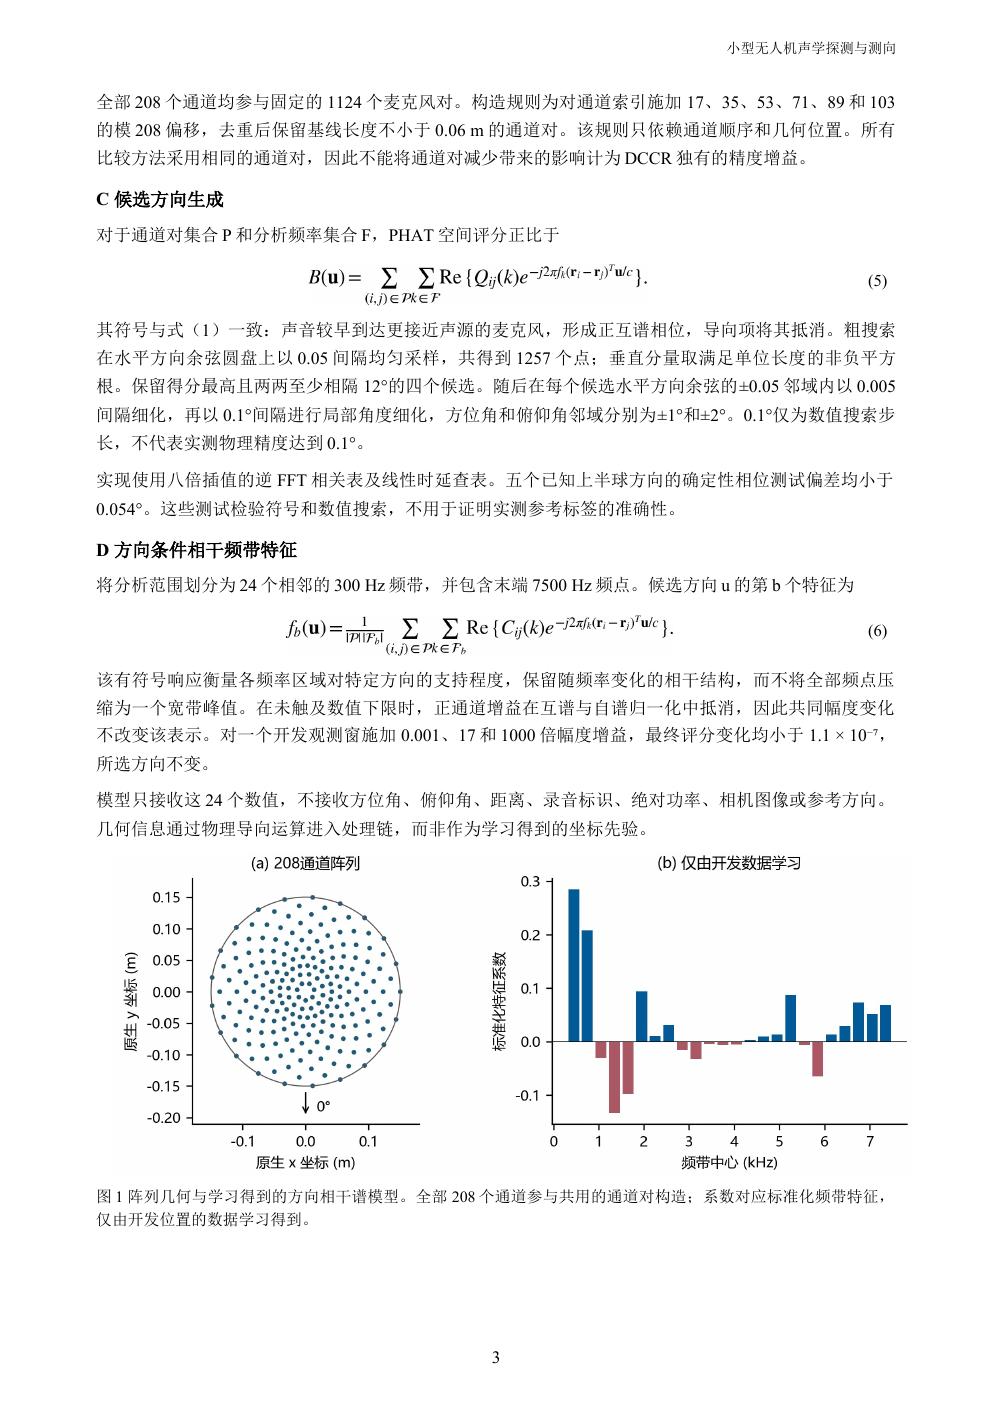 小型无人机声学探测与测向
全部 208 个通道均参与固定的 1124 个麦克风对。构造规则为对通道索引施加 17、35、53、71、89 和 103
的模 208 偏移，去重后保留基线长度不小于 0.06 m 的通道对。该规则只依赖通道顺序和几何位置。所有
比较方法采用相同的通道对，因此不能将通道对减少带来的影响计为 DCCR 独有的精度增益。
C 候选方向生成
对于通道对集合 P 和分析频率集合 F，PHAT 空间评分正比于
B(u) = ∑_{(i,j)∈𝒫} ∑_{k∈ℱ} Re {Q_{ij}(k)e^{−j2πf_k(r_i − r_j)^T u/c}}. (5)
其符号与式（1）一致：声音较早到达更接近声源的麦克风，形成正互谱相位，导向项将其抵消。粗搜索
在水平方向余弦圆盘上以 0.05 间隔均匀采样，共得到 1257 个点；垂直分量取满足单位长度的非负平方
根。保留得分最高且两两至少相隔 12°的四个候选。随后在每个候选水平方向余弦的±0.05 邻域内以 0.005
间隔细化，再以 0.1°间隔进行局部角度细化，方位角和俯仰角邻域分别为±1°和±2°。0.1°仅为数值搜索步
长，不代表实测物理精度达到 0.1°。
实现使用八倍插值的逆 FFT 相关表及线性时延查表。五个已知上半球方向的确定性相位测试偏差均小于
0.054°。这些测试检验符号和数值搜索，不用于证明实测参考标签的准确性。
D 方向条件相干频带特征
将分析范围划分为 24 个相邻的 300 Hz 频带，并包含末端 7500 Hz 频点。候选方向 u 的第 b 个特征为
f_b(u) = 1/(|𝒫||ℱ_b|) ∑_{(i,j)∈𝒫} ∑_{k∈ℱ_b} Re {C_{ij}(k)e^{−j2πf_k(r_i − r_j)^T u/c}}. (6)
该有符号响应衡量各频率区域对特定方向的支持程度，保留随频率变化的相干结构，而不将全部频点压
缩为一个宽带峰值。在未触及数值下限时，正通道增益在互谱与自谱归一化中抵消，因此共同幅度变化
不改变该表示。对一个开发观测窗施加 0.001、17 和 1000 倍幅度增益，最终评分变化均小于 1.1 × 10⁻⁷，
所选方向不变。
模型只接收这 24 个数值，不接收方位角、俯仰角、距离、录音标识、绝对功率、相机图像或参考方向。
几何信息通过物理导向运算进入处理链，而非作为学习得到的坐标先验。
(a) 208通道阵列
0.15
0.10
0.05
0.00
-0.05
-0.10
-0.15
-0.20
原生 y 坐标 (m)
0°
-0.1 0.0 0.1
原生 x 坐标 (m)
(b) 仅由开发数据学习
0.3
0.2
0.1
0.0
-0.1
标准化特征系数
0 1 2 3 4 5 6 7
频带中心 (kHz)
图 1 阵列几何与学习得到的方向相干谱模型。全部 208 个通道参与共用的通道对构造；系数对应标准化频带特征，
仅由开发位置的数据学习得到。
3